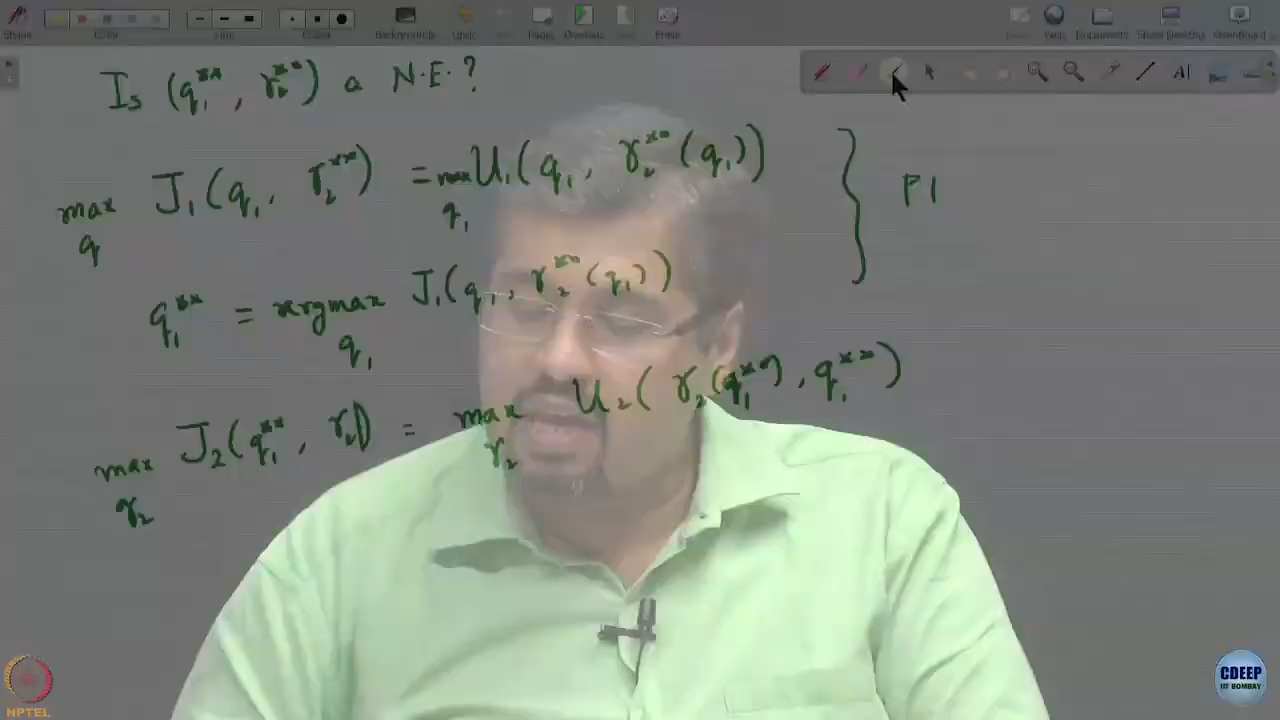 Is (q₁**, γ₂**) a N.E.?
max J₁(q₁, γ₂**) = max U₁(q₁, γ₂**(q₁)) } P1
q q₁
q₁** = argmax J₁(q₁, γ₂**(q₁))
q₁
max J₂(q₁**, γ₂) = max U₂(γ₂(q₁**), q₁**)
γ₂ γ₂
NPTEL
CDEEP
IIT BOMBAY